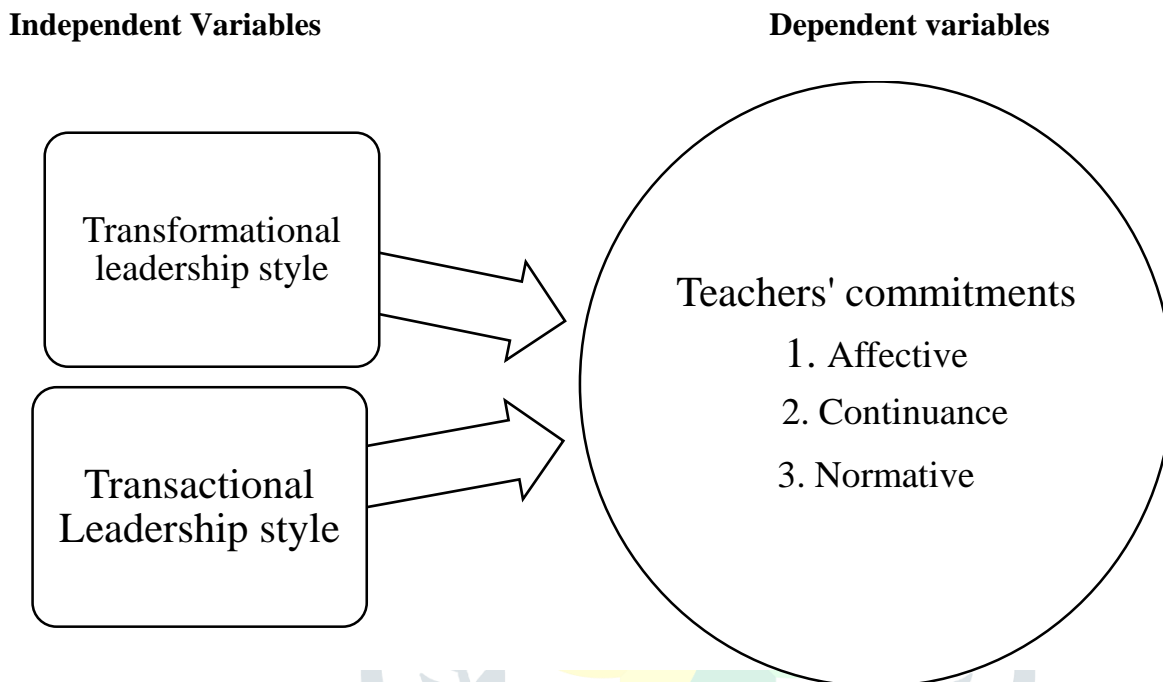 Independent Variables
Dependent variables
Transformational
leadership style
Transactional
Leadership style
Teachers' commitments
1. Affective
2. Continuance
3. Normative